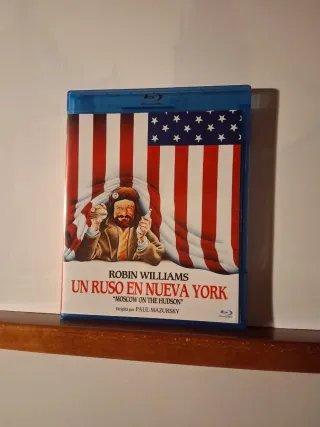 ROBIN WILLIAMS
UN RUSO EN NUEVA YORK
"MOSCOW ON THE HUDSON"
Dirigida por PAUL MAZURSKY